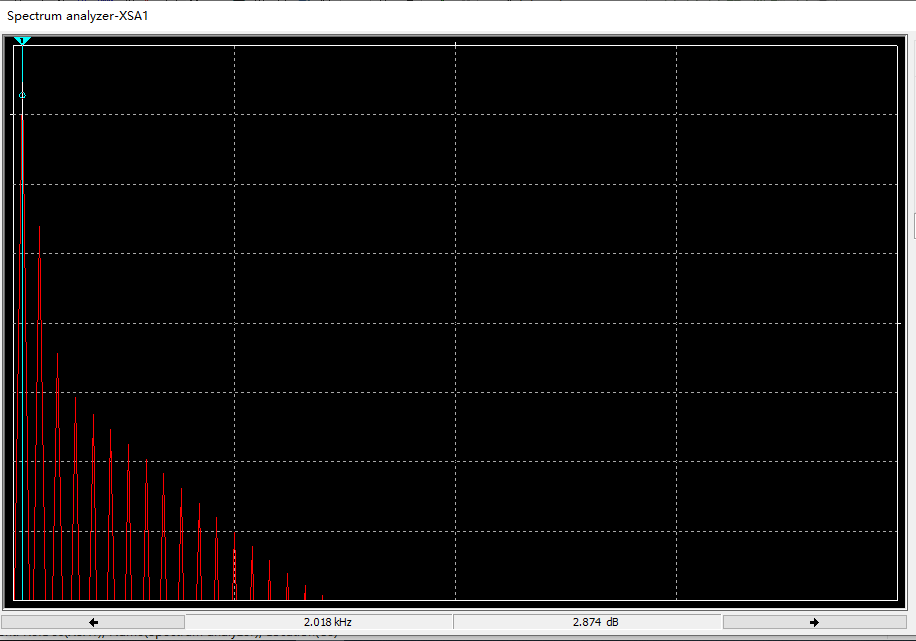 Spectrum analyzer-XSA1
2.018 kHz
2.874 dB